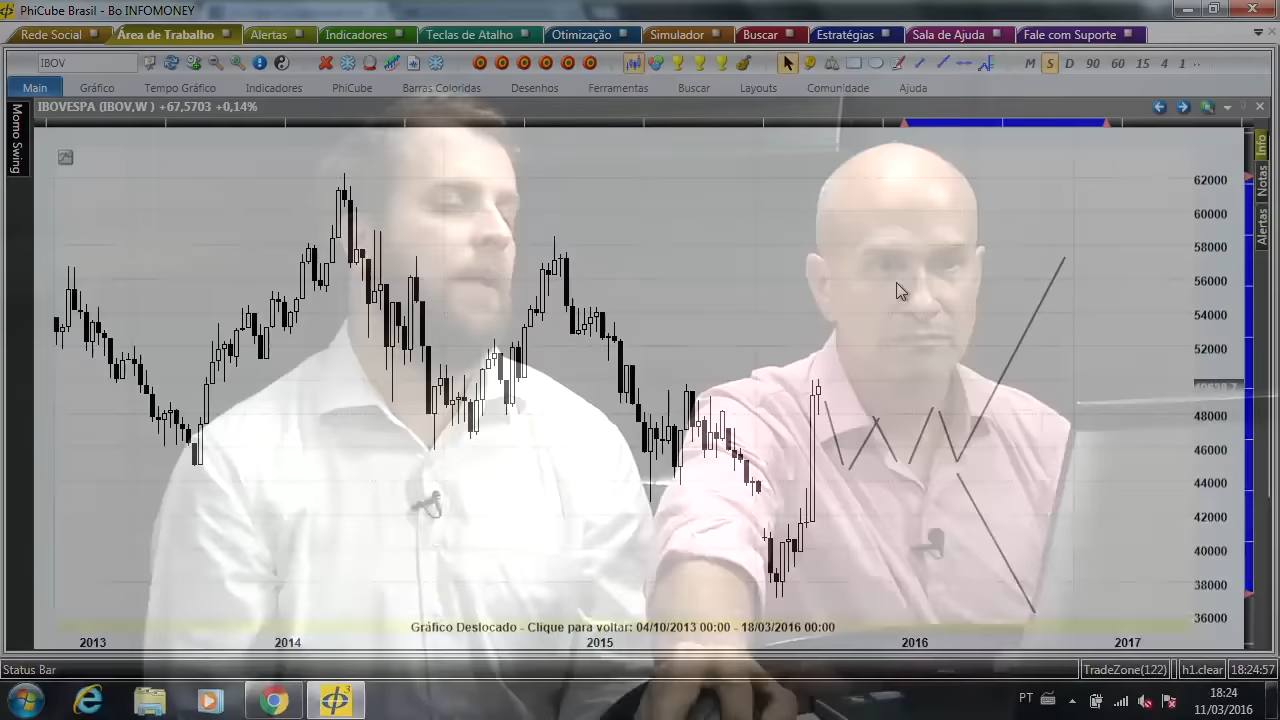 PhiCube Brasil - Bo INFOMONEY
Rede Social Área de Trabalho Alertas Indicadores Teclas de Atalho Otimização Simulador Buscar Estratégias Sala de Ajuda Fale com Suporte
IBOV M S D 90 60 15 4 1
Main Gráfico Tempo Gráfico Indicadores PhiCube Barras Coloridas Desenhos Ferramentas Buscar Layouts Comunidade Ajuda
IBOVESPA (IBOV,W ) +67,5703 +0,14%
Momo Swing
Info
Notas
Alertas
62000
60000
58000
56000
54000
52000
48000
46000
44000
42000
40000
38000
36000
Gráfico Deslocado - Clique para voltar: 04/10/2013 00:00 - 18/03/2016 00:00
2013 2014 2015 2016 2017
Status Bar TradeZone(122) h1.clear 18:24:57
PT 18:24
11/03/2016